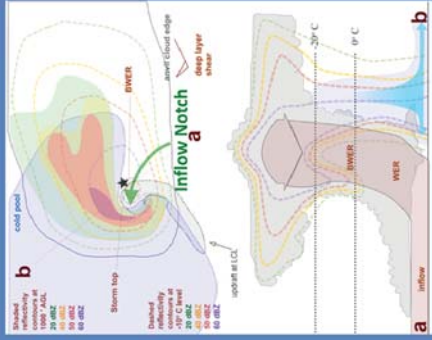 cold pool
anvil cloud edge
BWER
deep layer
shear
b
Inflow Notch
a
Storm top
Shaded
reflectivity
contours at
1000' AGL
20 dBZ
40 dBZ
50 dBZ
60 dBZ
Dashed
reflectivity
contours at
C level
20 dBZ
40 dBZ
50 dBZ
60 dBZ
updraft at LCL
-20° C
0° C
BWER
WER
a
inflow
b